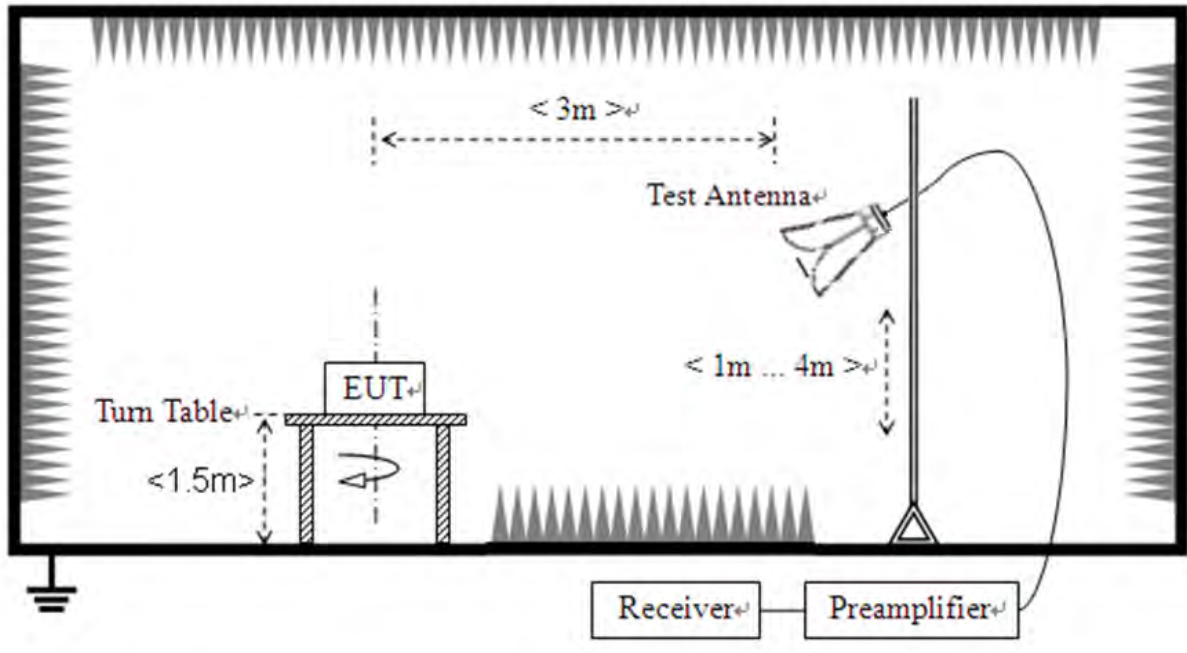 < 3m >↵
Test Antenna↵
< 1m ... 4m >↵
EUT↵
Turn Table↵
<1.5m>
Receiver↵
Preamplifier↵